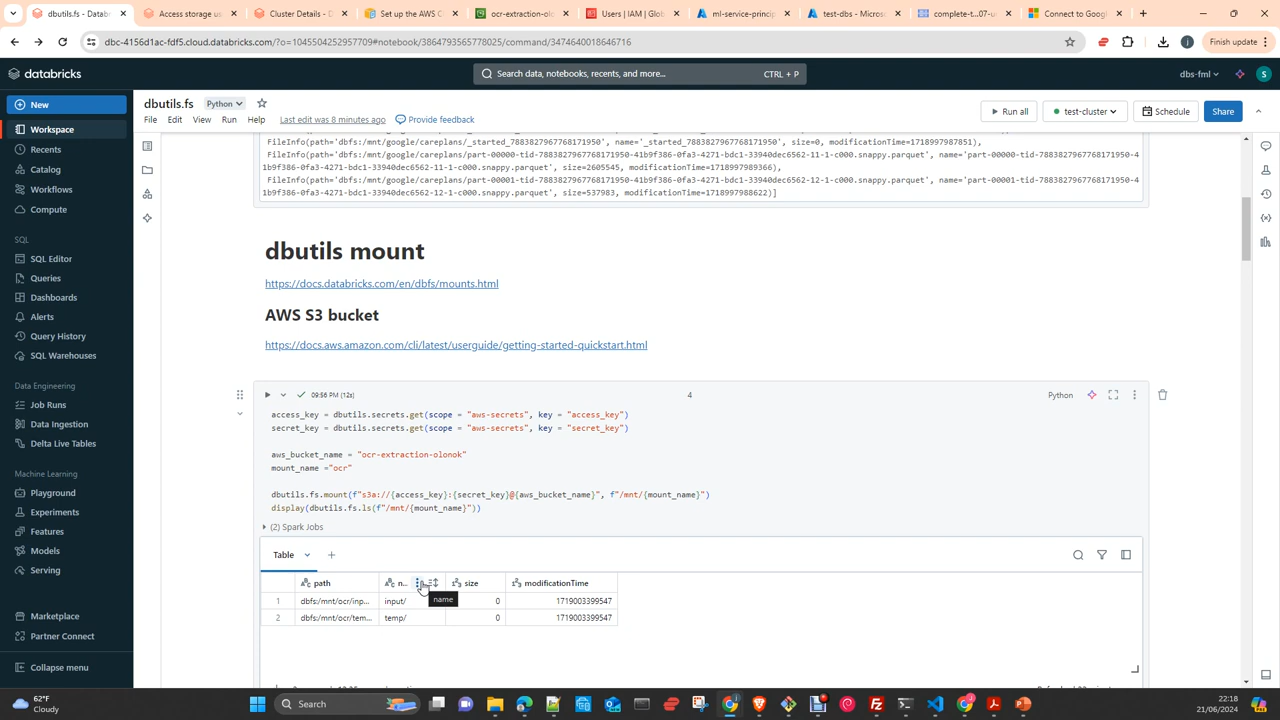 dbutils.fs - Databricks
Access storage us
Cluster Details - D
Set up the AWS C
ocr-extraction-olo
Users | IAM | Glob
ml-service-princip
test-dbs - Micros
complete-t...07-u
Connect to Googl
dbc-4156d1ac-fdf5.cloud.databricks.com/?o=1045504252957709#notebook/3864793565778025/command/3474640018646716
Finish update
databricks
Search data, notebooks, recents, and more...
CTRL + P
dbs-fml
S
New
Workspace
Recents
Catalog
Workflows
Compute
SQL
SQL Editor
Queries
Dashboards
Alerts
Query History
SQL Warehouses
Data Engineering
Job Runs
Data Ingestion
Delta Live Tables
Machine Learning
Playground
Experiments
Features
Models
Serving
Marketplace
Partner Connect
Collapse menu
dbutils.fs Python
File Edit View Run Help Last edit was 8 minutes ago Provide feedback
Run all
test-cluster
Schedule
Share
FileInfo(path='dbfs:/mnt/google/careplans/_started_7883827967768171950', name='_started_7883827967768171950', size=0, modificationTime=1718997987851),
FileInfo(path='dbfs:/mnt/google/careplans/part-00000-tid-7883827967768171950-41b9f386-0fa3-4271-bdc1-33940dec6562-11-1-c000.snappy.parquet', name='part-00000-tid-7883827967768171950-4
1b9f386-0fa3-4271-bdc1-33940dec6562-11-1-c000.snappy.parquet', size=2605545, modificationTime=1718997989366),
FileInfo(path='dbfs:/mnt/google/careplans/part-00001-tid-7883827967768171950-41b9f386-0fa3-4271-bdc1-33940dec6562-12-1-c000.snappy.parquet', name='part-00001-tid-7883827967768171950-4
1b9f386-0fa3-4271-bdc1-33940dec6562-12-1-c000.snappy.parquet', size=537983, modificationTime=1718997988622)]
dbutils mount
https://docs.databricks.com/en/dbfs/mounts.html
AWS S3 bucket
https://docs.aws.amazon.com/cli/latest/userguide/getting-started-quickstart.html
09:56 PM (12s)
4
Python
access_key = dbutils.secrets.get(scope = "aws-secrets", key = "access_key")
secret_key = dbutils.secrets.get(scope = "aws-secrets", key = "secret_key")
aws_bucket_name = "ocr-extraction-olonok"
mount_name ="ocr"
dbutils.fs.mount(f"s3a://{access_key}:{secret_key}@{aws_bucket_name}", f"/mnt/{mount_name}")
display(dbutils.fs.ls(f"/mnt/{mount_name}"))
(2) Spark Jobs
Table
path n... size modificationTime
name
1 dbfs:/mnt/ocr/inp... input/ 0 1719003399547
2 dbfs:/mnt/ocr/tem... temp/ 0 1719003399547
62°F
Cloudy
Search
22:18
21/06/2024